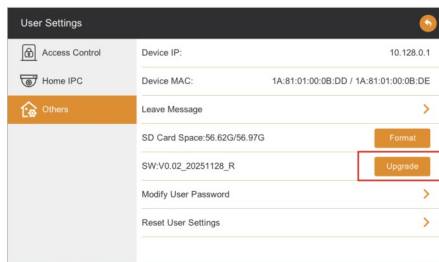 User Settings
Access Control
Home IPC
Others
Device IP: 10.128.0.1
Device MAC: 1A:81:01:00:0B:DD / 1A:81:01:00:0B:DE
Leave Message
SD Card Space:56.62G/56.97G Format
SW:V0.02_20251128_R Upgrade
Modify User Password
Reset User Settings